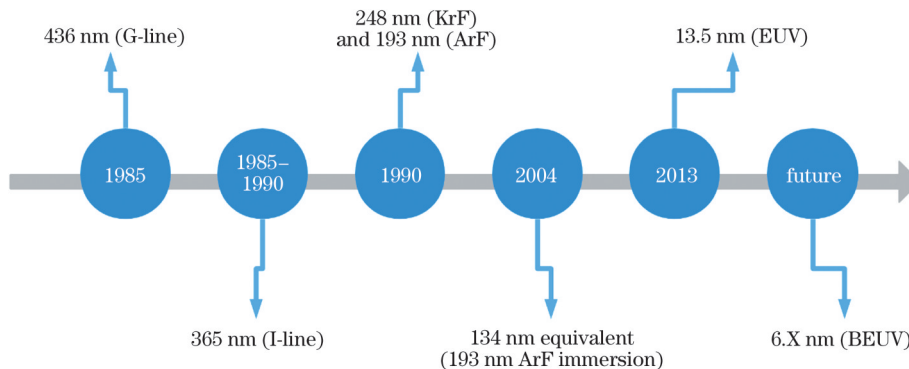 436 nm (G-line)
248 nm (KrF)
and 193 nm (ArF)
13.5 nm (EUV)
1985
1985–
1990
1990
2004
2013
future
365 nm (I-line)
134 nm equivalent
(193 nm ArF immersion)
6.X nm (BEUV)